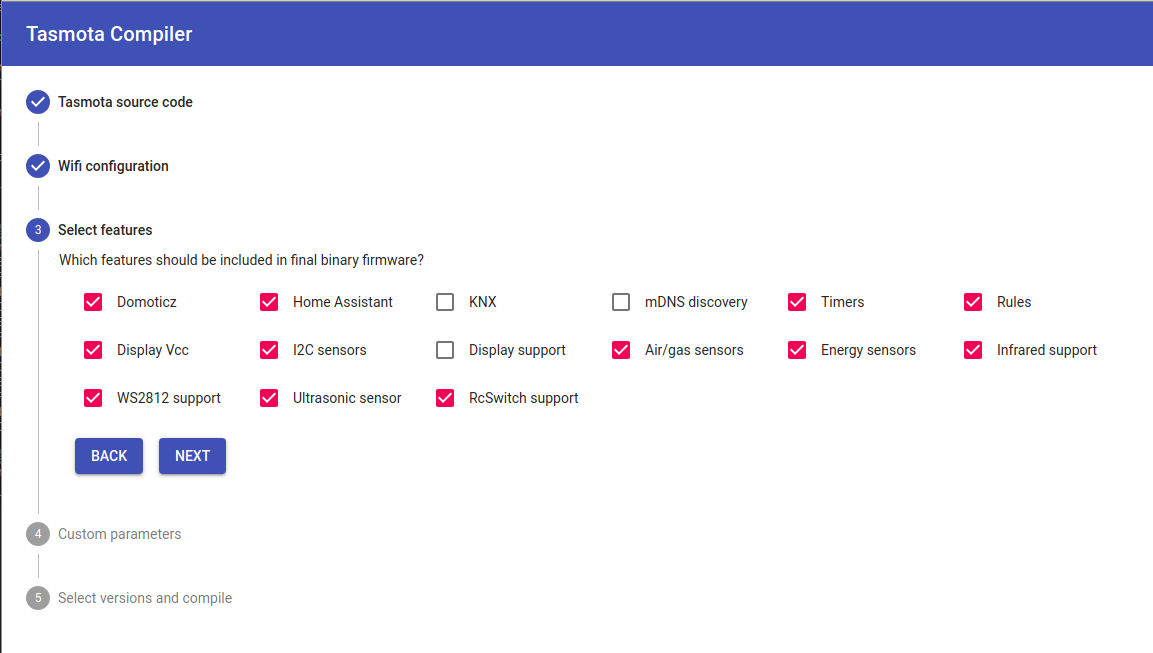 Tasmota Compiler
Tasmota source code
Wifi configuration
3 Select features
Which features should be included in final binary firmware?
Domoticz Home Assistant KNX mDNS discovery Timers Rules
Display Vcc I2C sensors Display support Air/gas sensors Energy sensors Infrared support
WS2812 support Ultrasonic sensor RcSwitch support
BACK NEXT
4 Custom parameters
5 Select versions and compile